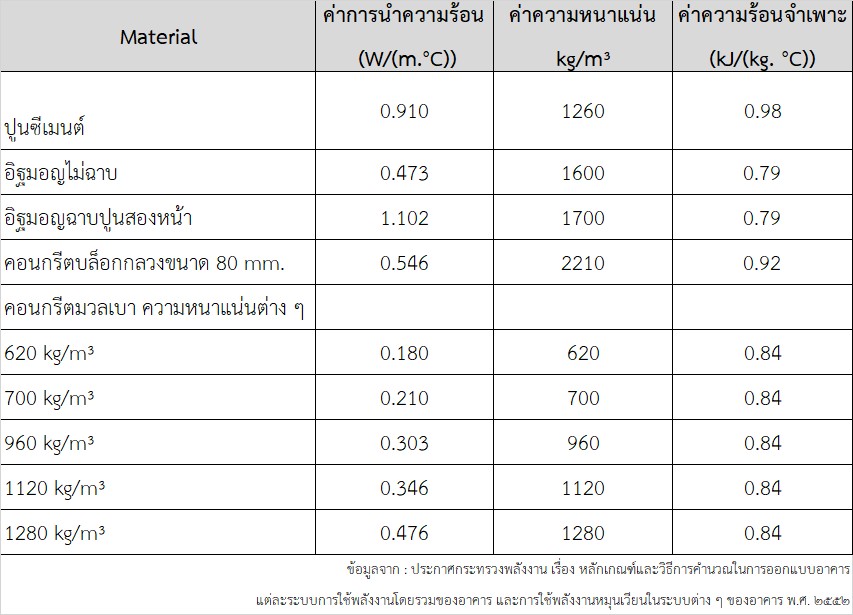 Material ค่าการนำความร้อน (W/(m.°C)) ค่าความหนาแน่น kg/m³ ค่าความร้อนจำเพาะ (kJ/(kg. °C))
ปูนซีเมนต์ 0.910 1260 0.98
อิฐมอญไม่ฉาบ 0.473 1600 0.79
อิฐมอญฉาบปูนสองหน้า 1.102 1700 0.79
คอนกรีตบล็อกกลวงขนาด 80 mm. 0.546 2210 0.92
คอนกรีตมวลเบา ความหนาแน่นต่าง ๆ
620 kg/m³ 0.180 620 0.84
700 kg/m³ 0.210 700 0.84
960 kg/m³ 0.303 960 0.84
1120 kg/m³ 0.346 1120 0.84
1280 kg/m³ 0.476 1280 0.84
ข้อมูลจาก : ประกาศกระทรวงพลังงาน เรื่อง หลักเกณฑ์และวิธีการคำนวณในการออกแบบอาคาร
แต่ละระบบการใช้พลังงานโดยรวมของอาคาร และการใช้พลังงานหมุนเวียนในระบบต่าง ๆ ของอาคาร พ.ศ. ๒๕๕๒